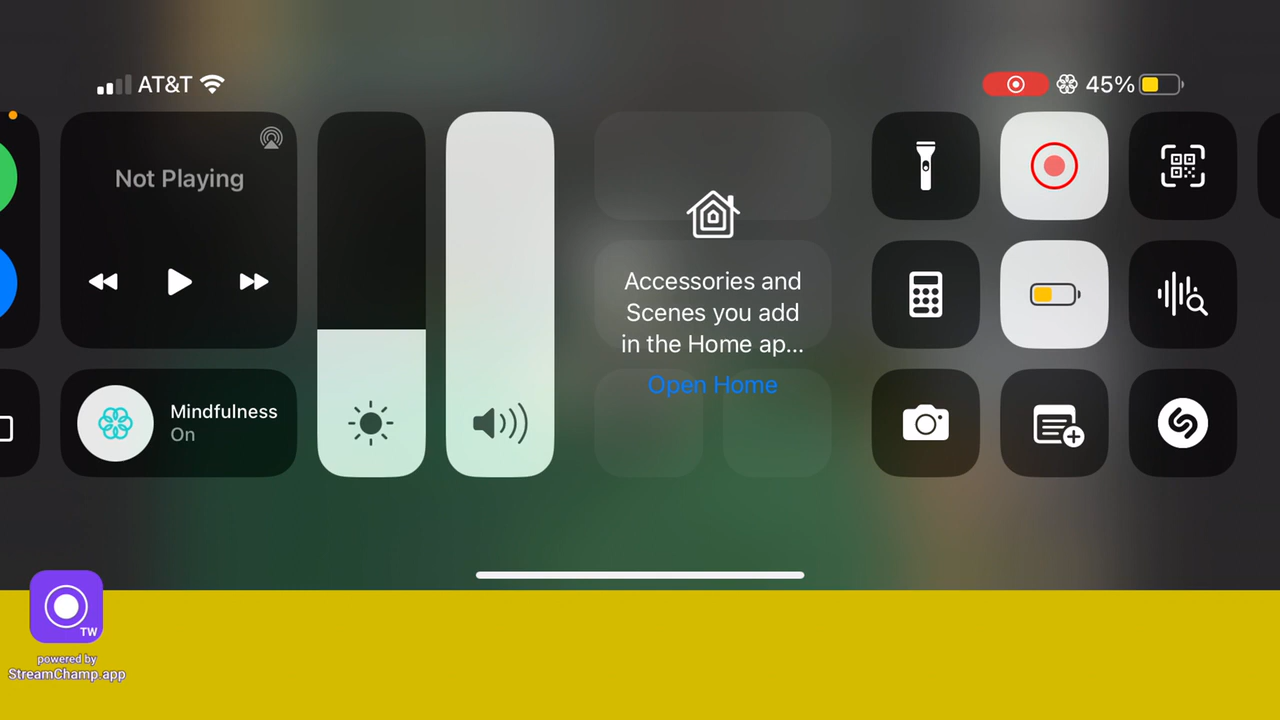 AT&T
45%
Not Playing
Mindfulness
On
Accessories and
Scenes you add
in the Home ap...
Open Home
TW
powered by
StreamChamp.app